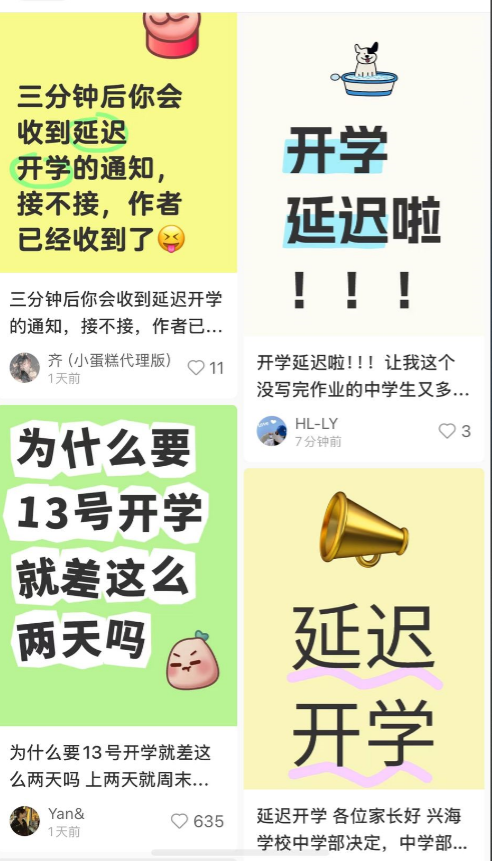 三分钟后你会
收到延迟
开学的通知，
接不接，作者
已经收到了
三分钟后你会收到延迟开学
的通知，接不接，作者已...
齐（小蛋糕代理版）
1天前
11
为什么要
13号开学
就差这么
两天吗
为什么要13号开学就差这
么两天吗 上两天就周末...
Yan&
1天前
635
开学
延迟啦
！！！
开学延迟啦！！！让我这个
没写完作业的中学生又多...
HL-LY
7分钟前
3
延迟
开学
延迟开学 各位家长好 兴海
学校中学部决定，中学部...